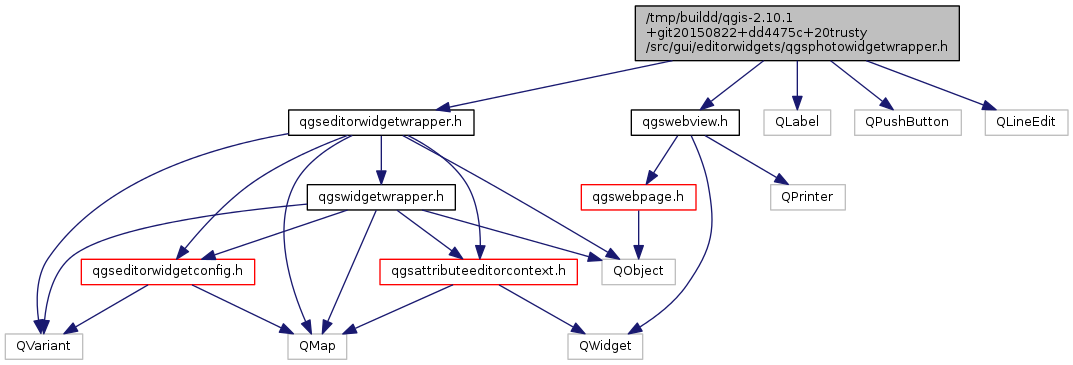 /tmp/buildd/qgis-2.10.1
+git20150822+dd4475c+20trusty
/src/gui/editorwidgets/qgsphotowidgetwrapper.h
qgseditorwidgetwrapper.h
qgswebview.h
QLabel
QPushButton
QLineEdit
qgswidgetwrapper.h
qgswebpage.h
QPrinter
qgseditorwidgetconfig.h
qgsattributeeditorcontext.h
QObject
QVariant
QMap
QWidget